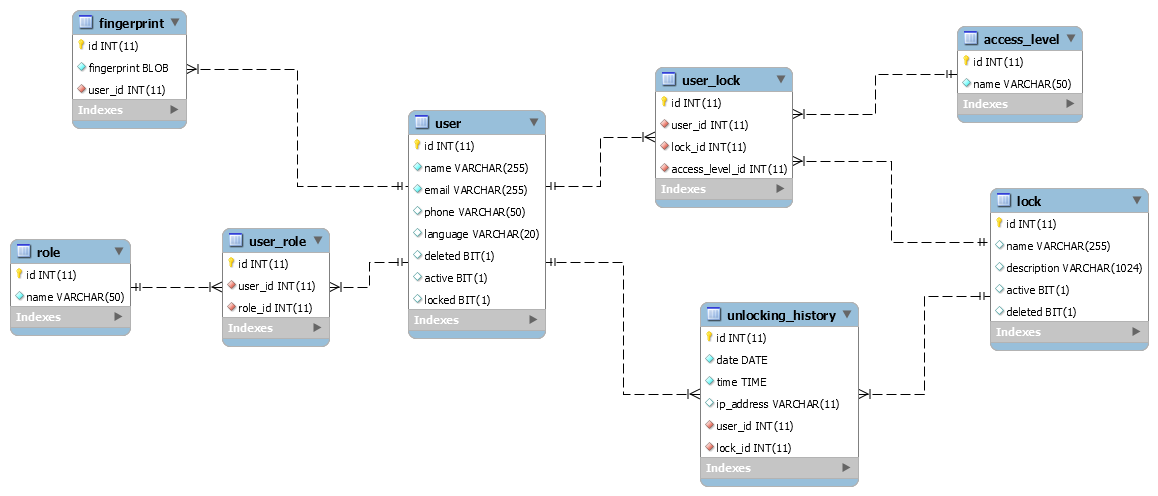 fingerprint
id INT(11)
fingerprint BLOB
user_id INT(11)
Indexes
role
id INT(11)
name VARCHAR(50)
Indexes
user_role
id INT(11)
user_id INT(11)
role_id INT(11)
Indexes
user
id INT(11)
name VARCHAR(255)
email VARCHAR(255)
phone VARCHAR(50)
language VARCHAR(20)
deleted BIT(1)
active BIT(1)
locked BIT(1)
Indexes
user_lock
id INT(11)
user_id INT(11)
lock_id INT(11)
access_level_id INT(11)
Indexes
access_level
id INT(11)
name VARCHAR(50)
Indexes
lock
id INT(11)
name VARCHAR(255)
description VARCHAR(1024)
active BIT(1)
deleted BIT(1)
Indexes
unlocking_history
id INT(11)
date DATE
time TIME
ip_address VARCHAR(11)
user_id INT(11)
lock_id INT(11)
Indexes